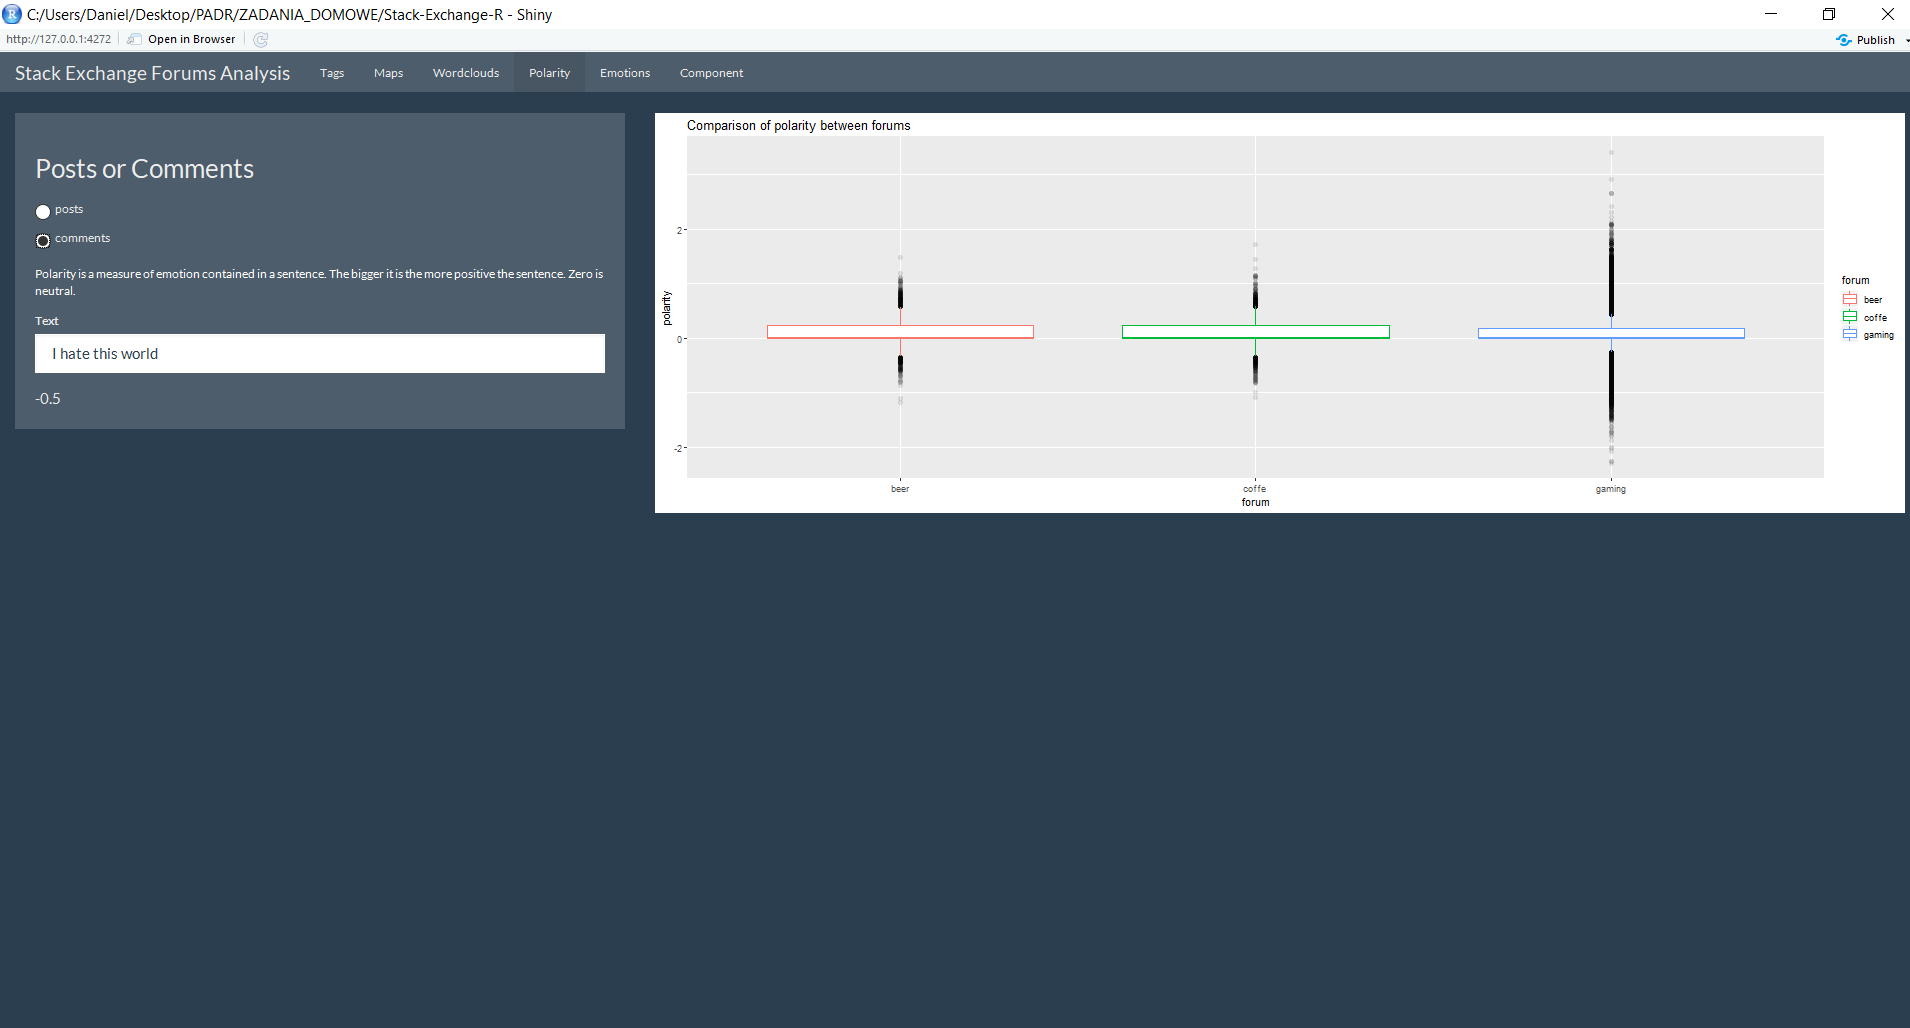 C:/Users/Daniel/Desktop/PADR/ZADANIA_DOMOWE/Stack-Exchange-R - Shiny
http://127.0.0.1:4272 Open in Browser Publish
Stack Exchange Forums Analysis Tags Maps Wordclouds Polarity Emotions Component
Posts or Comments
posts
comments
Polarity is a measure of emotion contained in a sentence. The bigger it is the more positive the sentence. Zero is
neutral.
Text
I hate this world
-0.5
Comparison of polarity between forums
polarity
2
0
-2
beer coffe gaming
forum
forum
beer
coffe
gaming